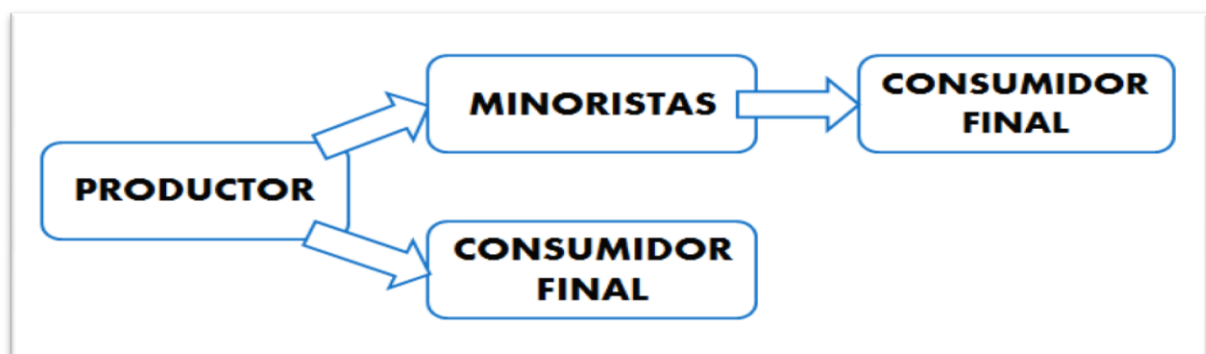 MINORISTAS
CONSUMIDOR
FINAL
PRODUCTOR
CONSUMIDOR
FINAL